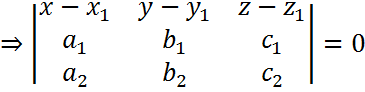 ⇒ | x − x₁  y − y₁  z − z₁ |
| a₁  b₁  c₁ | = 0
| a₂  b₂  c₂ |